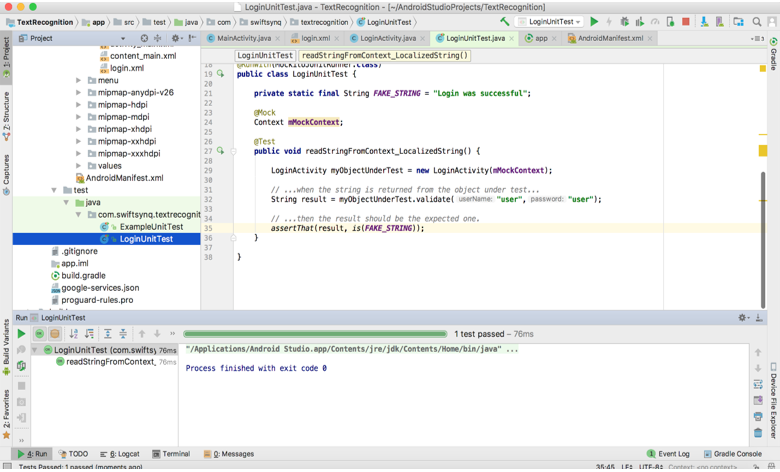 LoginUnitTest.java - TextRecognition - [~/AndroidStudioProjects/TextRecognition]
TextRecognition app src test java com swiftsynq textrecognition LoginUnitTest LoginUnitTest
Project MainActivity.java login.xml LoginActivity.java LoginUnitTest.java app AndroidManifest.xml
LoginUnitTest readStringFromContext_LocalizedString()
content_main.xml
login.xml
menu
mipmap-anydpi-v26
mipmap-hdpi
mipmap-mdpi
mipmap-xhdpi
mipmap-xxhdpi
mipmap-xxxhdpi
values
AndroidManifest.xml
test
java
com.swiftsynq.textrecognit
ExampleUnitTest
LoginUnitTest
.gitignore
app.iml
build.gradle
google-services.json
proguard-rules.pro
18 @RunWith(MockitoJUnitRunner.class)
19 public class LoginUnitTest {
20
21 private static final String FAKE_STRING = "Login was successful";
22
23 @Mock
24 Context mMockContext;
25
26 @Test
27 public void readStringFromContext_LocalizedString() {
28
29 LoginActivity myObjectUnderTest = new LoginActivity(mMockContext);
30
31 // ...when the string is returned from the object under test...
32 String result = myObjectUnderTest.validate( userName: "user", password: "user");
33
34 // ...then the result should be the expected one.
35 assertThat(result, is(FAKE_STRING));
36 }
37
38 }
1: Project
Z: Structure
Captures
Build Variants
2: Favorites
Gradle
Device File Explorer
Run LoginUnitTest
1 test passed – 76ms
LoginUnitTest (com.swiftsy 76ms
readStringFromContext_ 76ms
"/Applications/Android Studio.app/Contents/jre/jdk/Contents/Home/bin/java" ...
Process finished with exit code 0
4: Run TODO 6: Logcat Terminal 0: Messages Event Log Gradle Console
Tests Passed: 1 passed (moments ago) 35:45 LF÷ UTF-8÷ Context: <no context>